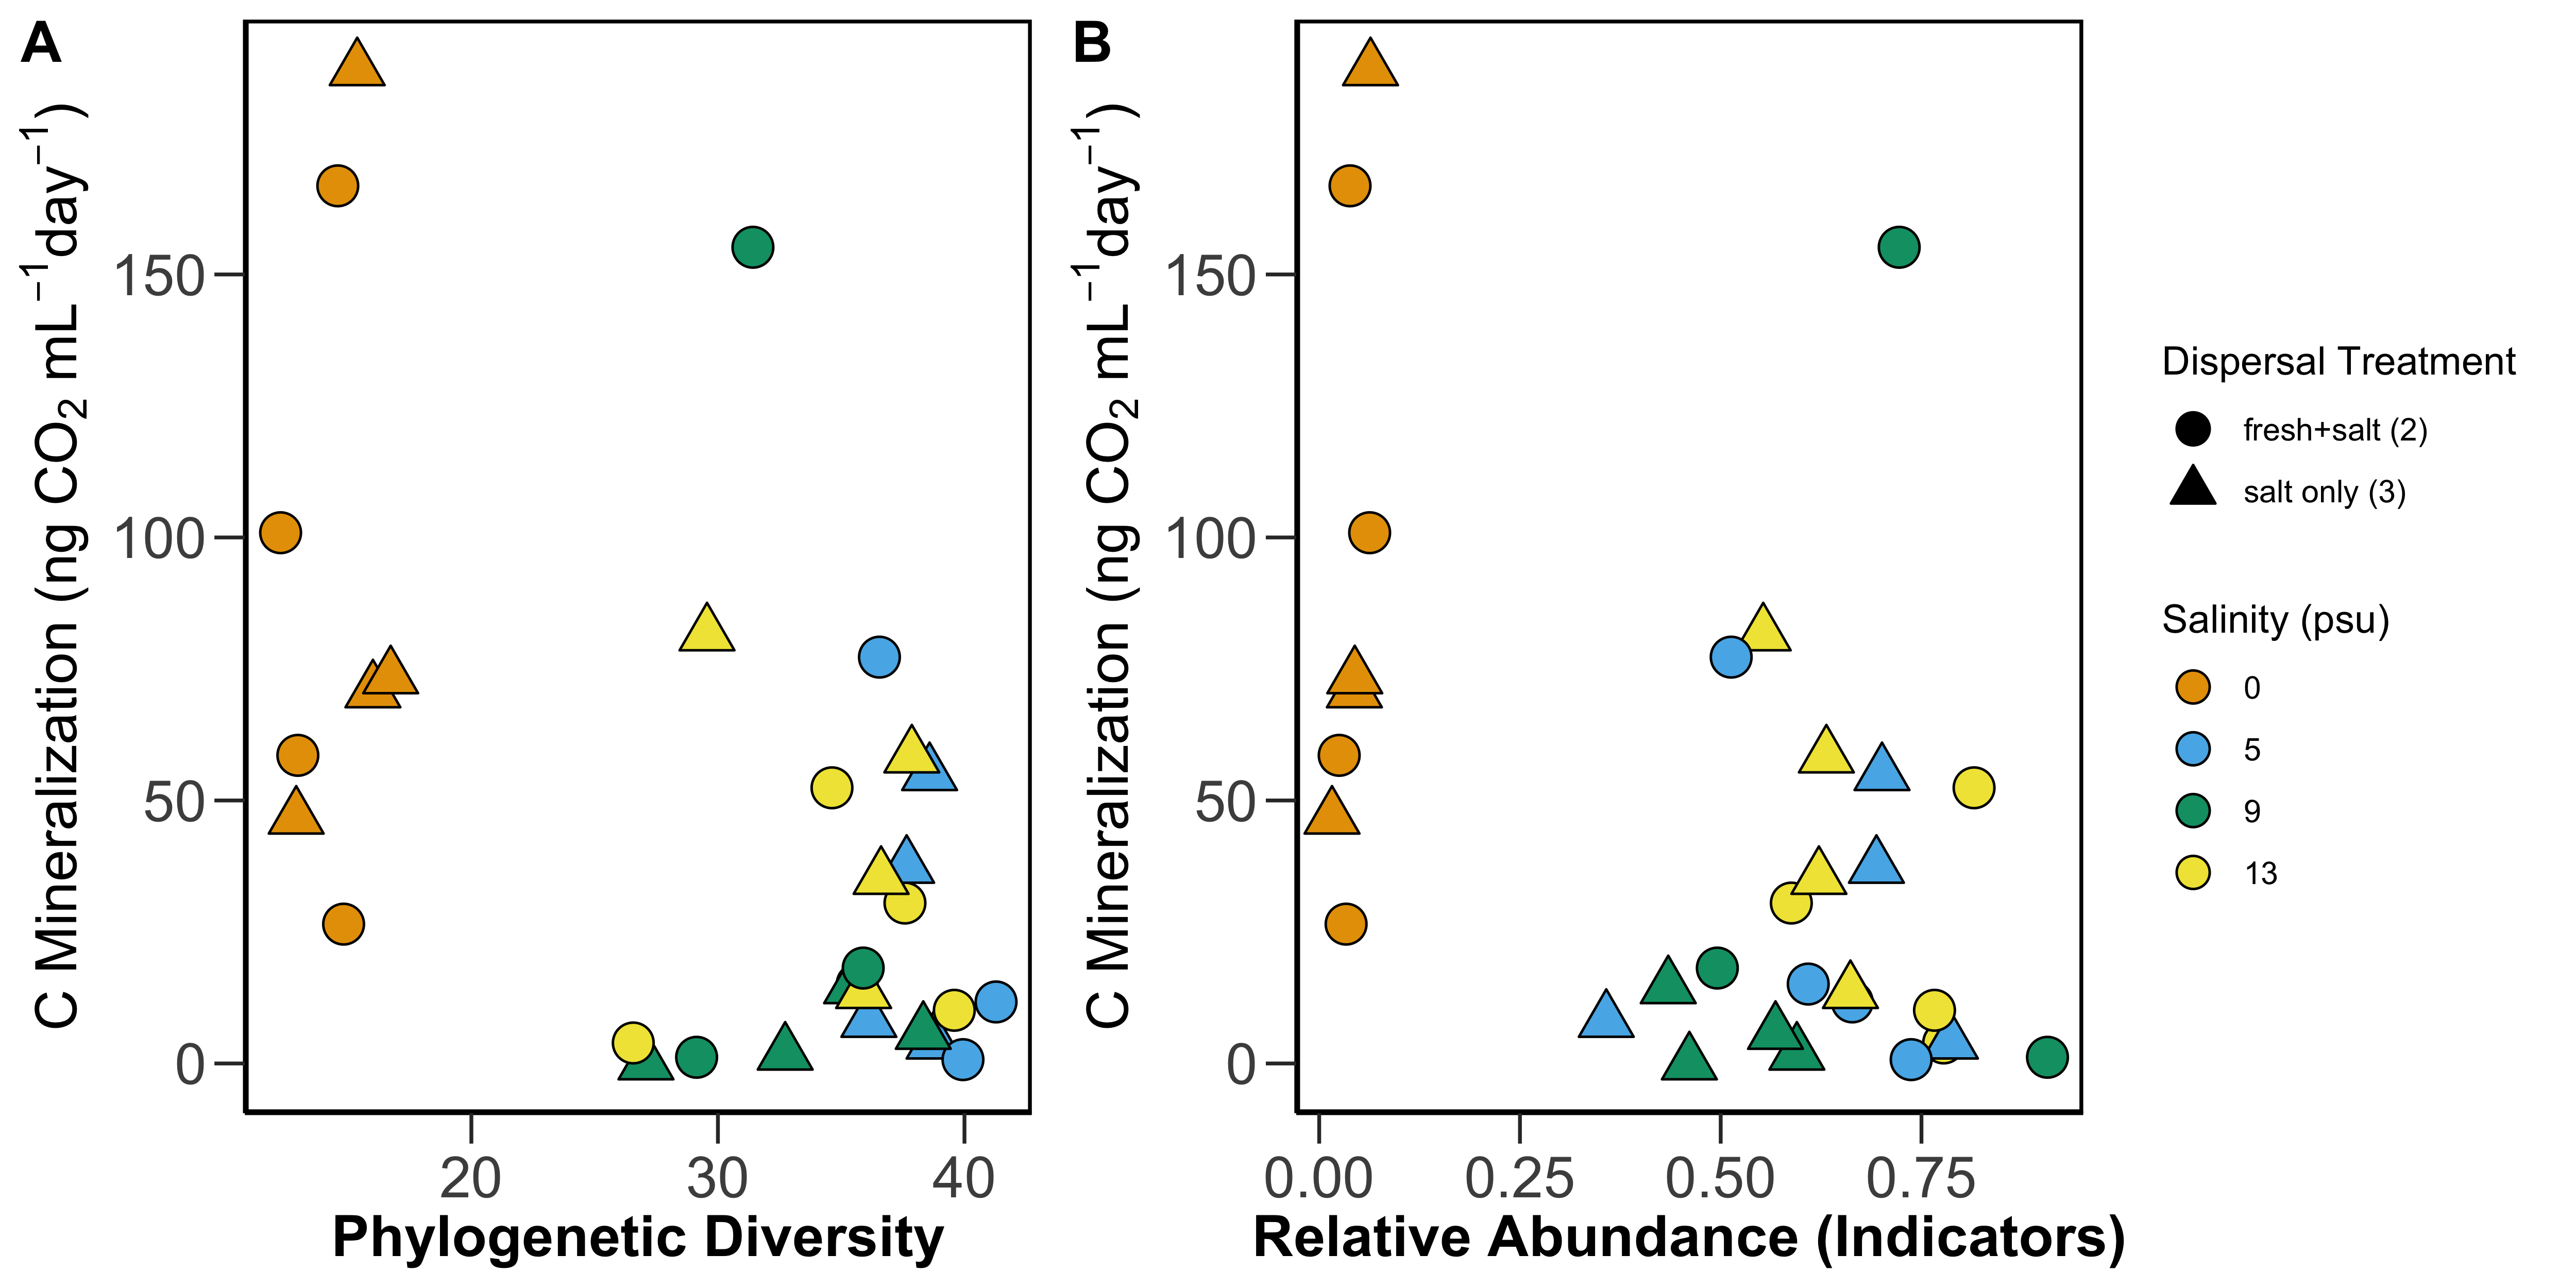 A
C Mineralization (ng CO₂ mL⁻¹day⁻¹)
150
100
50
0
20 30 40
Phylogenetic Diversity
B
C Mineralization (ng CO₂ mL⁻¹day⁻¹)
150
100
50
0
0.00 0.25 0.50 0.75
Relative Abundance (Indicators)
Dispersal Treatment
fresh+salt (2)
salt only (3)
Salinity (psu)
0
5
9
13